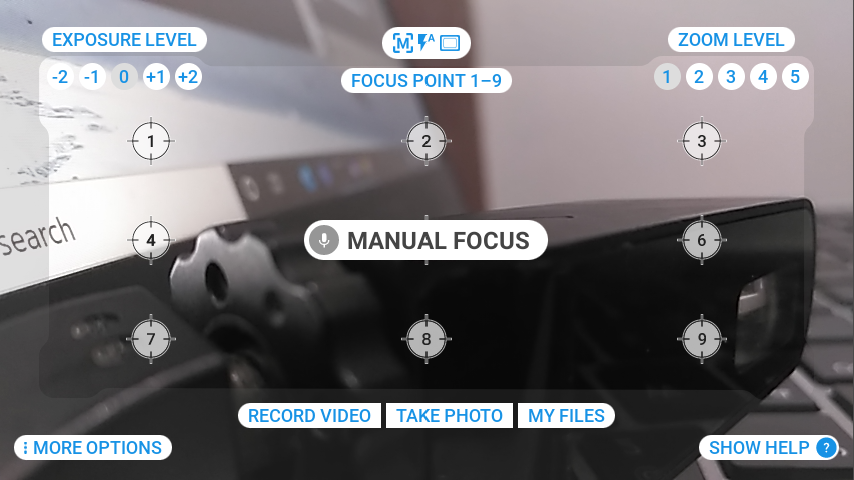 EXPOSURE LEVEL
-2 -1 0 +1 +2
M A
FOCUS POINT 1–9
ZOOM LEVEL
1 2 3 4 5
1 2 3
search
4 MANUAL FOCUS 6
7 8 9
RECORD VIDEO TAKE PHOTO MY FILES
MORE OPTIONS
SHOW HELP ?